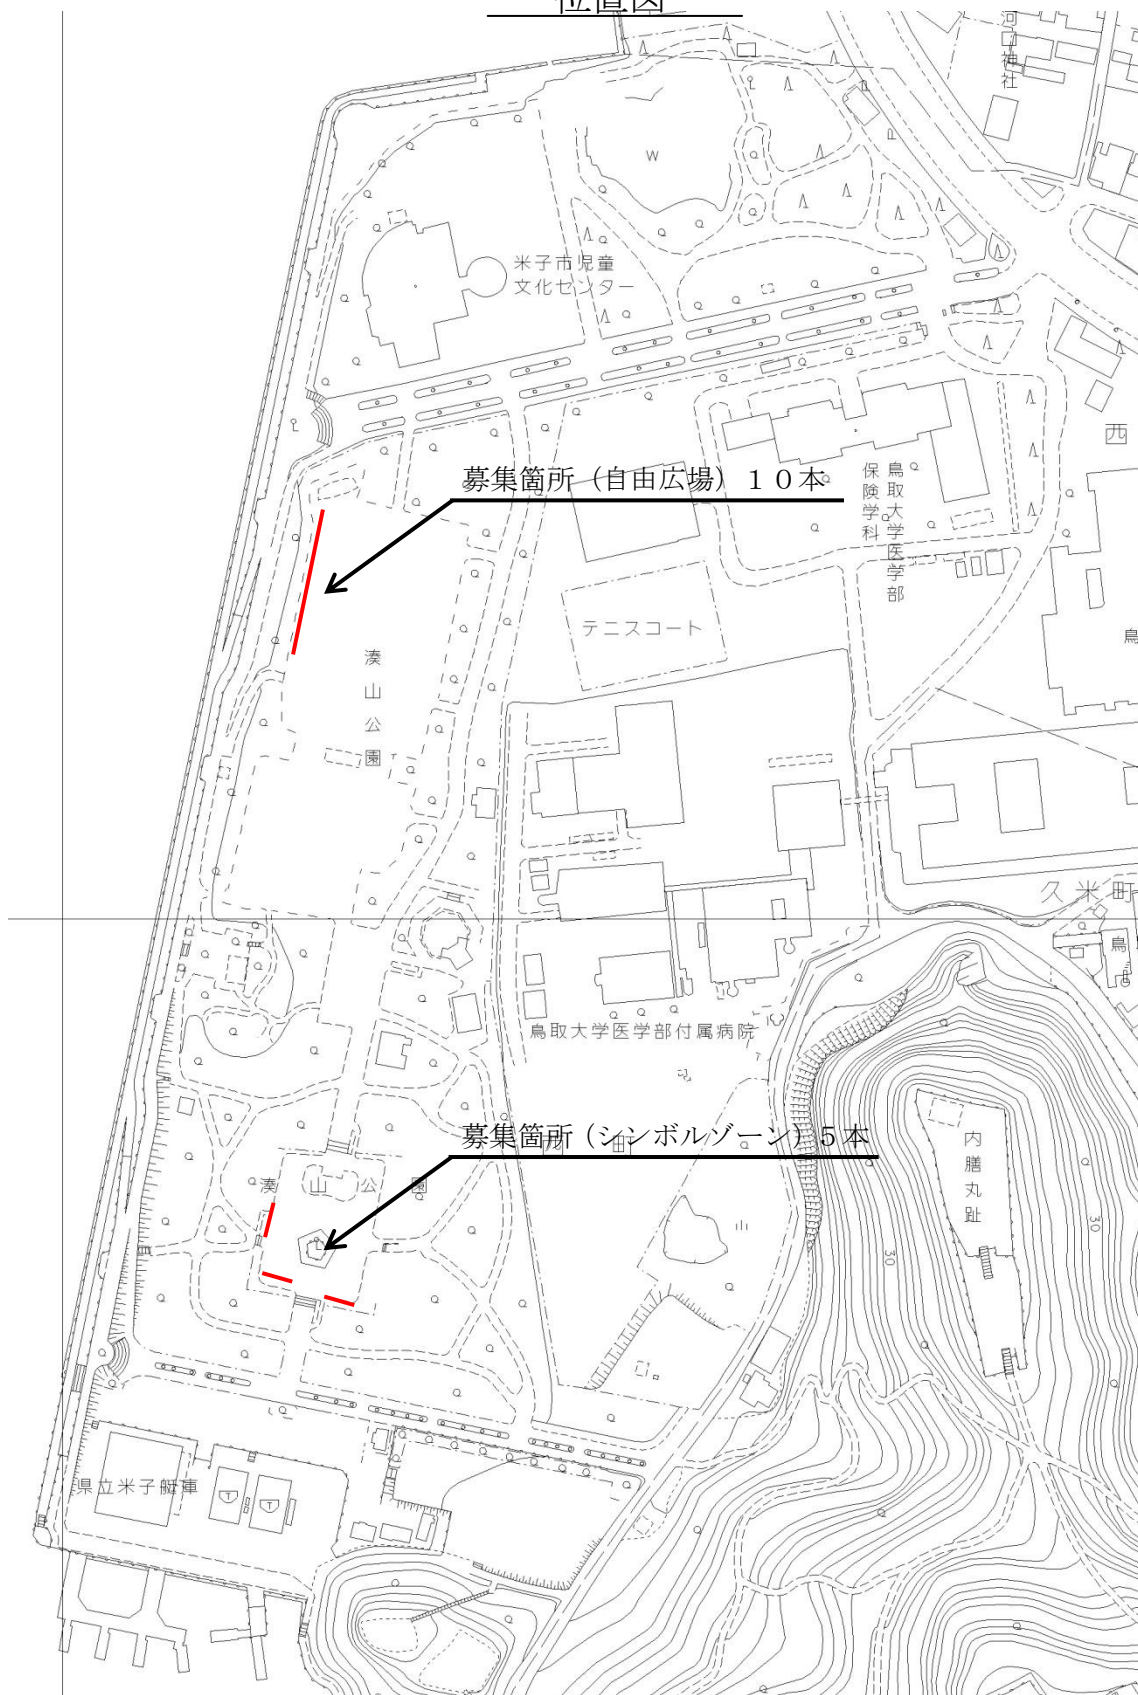 位置図
河口神社
W
米子市児童
文化センター
西
募集箇所（自由広場）１０本
鳥取大学医学部
保険学科
テニスコート
鳥
湊山公園
久米町
鳥
鳥取大学医学部付属病院
募集箇所（シンボルゾーン）５本
町
湊山公園
内膳丸趾
30
30
県立米子艇庫
T
T